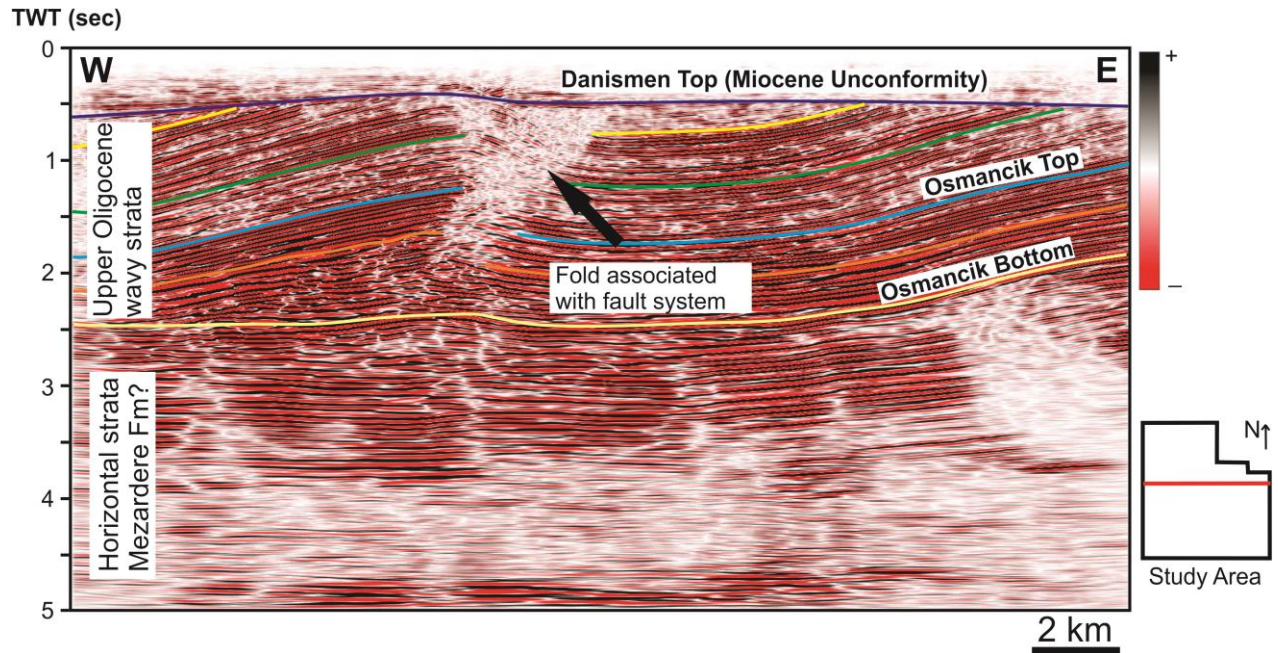 TWT (sec)
0
1
2
3
4
5
W
E
Danismen Top (Miocene Unconformity)
Upper Oligocene
wavy strata
Osmancik Top
Fold associated
with fault system
Osmancik Bottom
Horizontal strata
Mezardere Fm?
+
–
N↑
Study Area
2 km